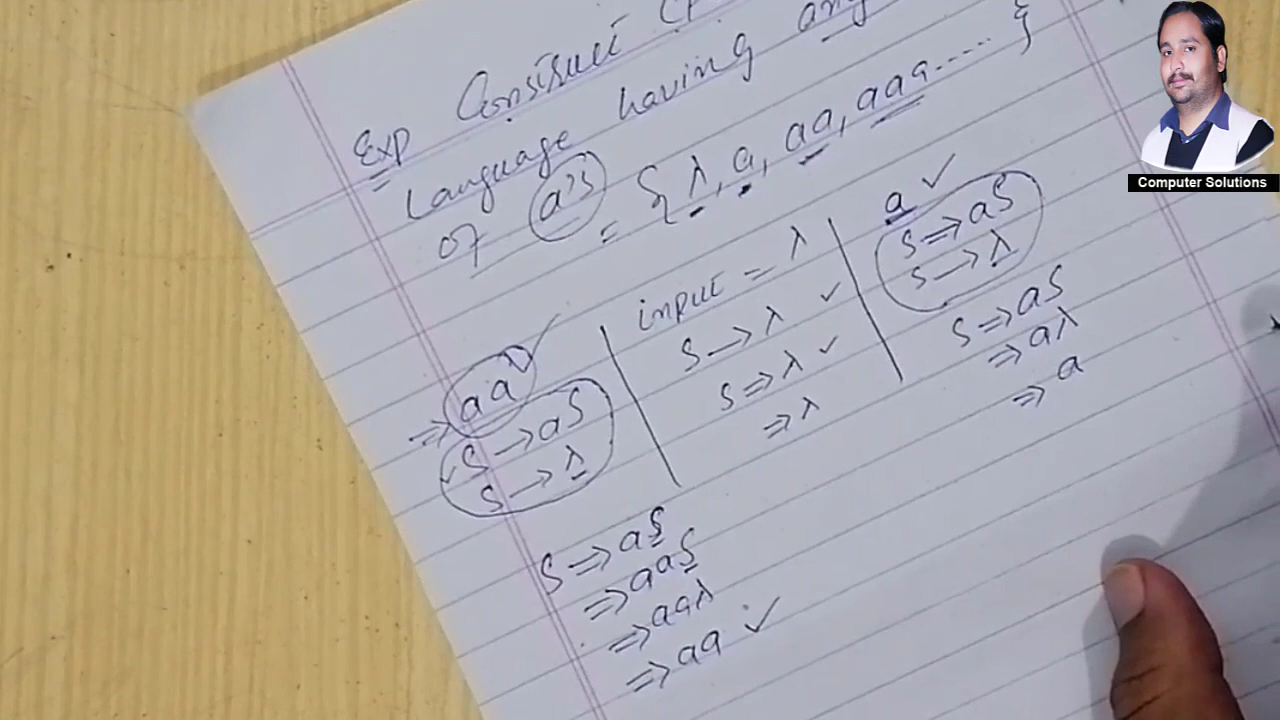 Exp Construct
Language having any
of a's = { λ, a, aa, aaa.... }
=> aa
S -> aS
S -> λ
S => aS
=> aaS
=> aaλ
=> aa ✓
input = λ
S -> λ ✓
S => λ ✓
=> λ
a ✓
S => aS
S -> λ
S => aS
=> aλ
=> a
Computer Solutions